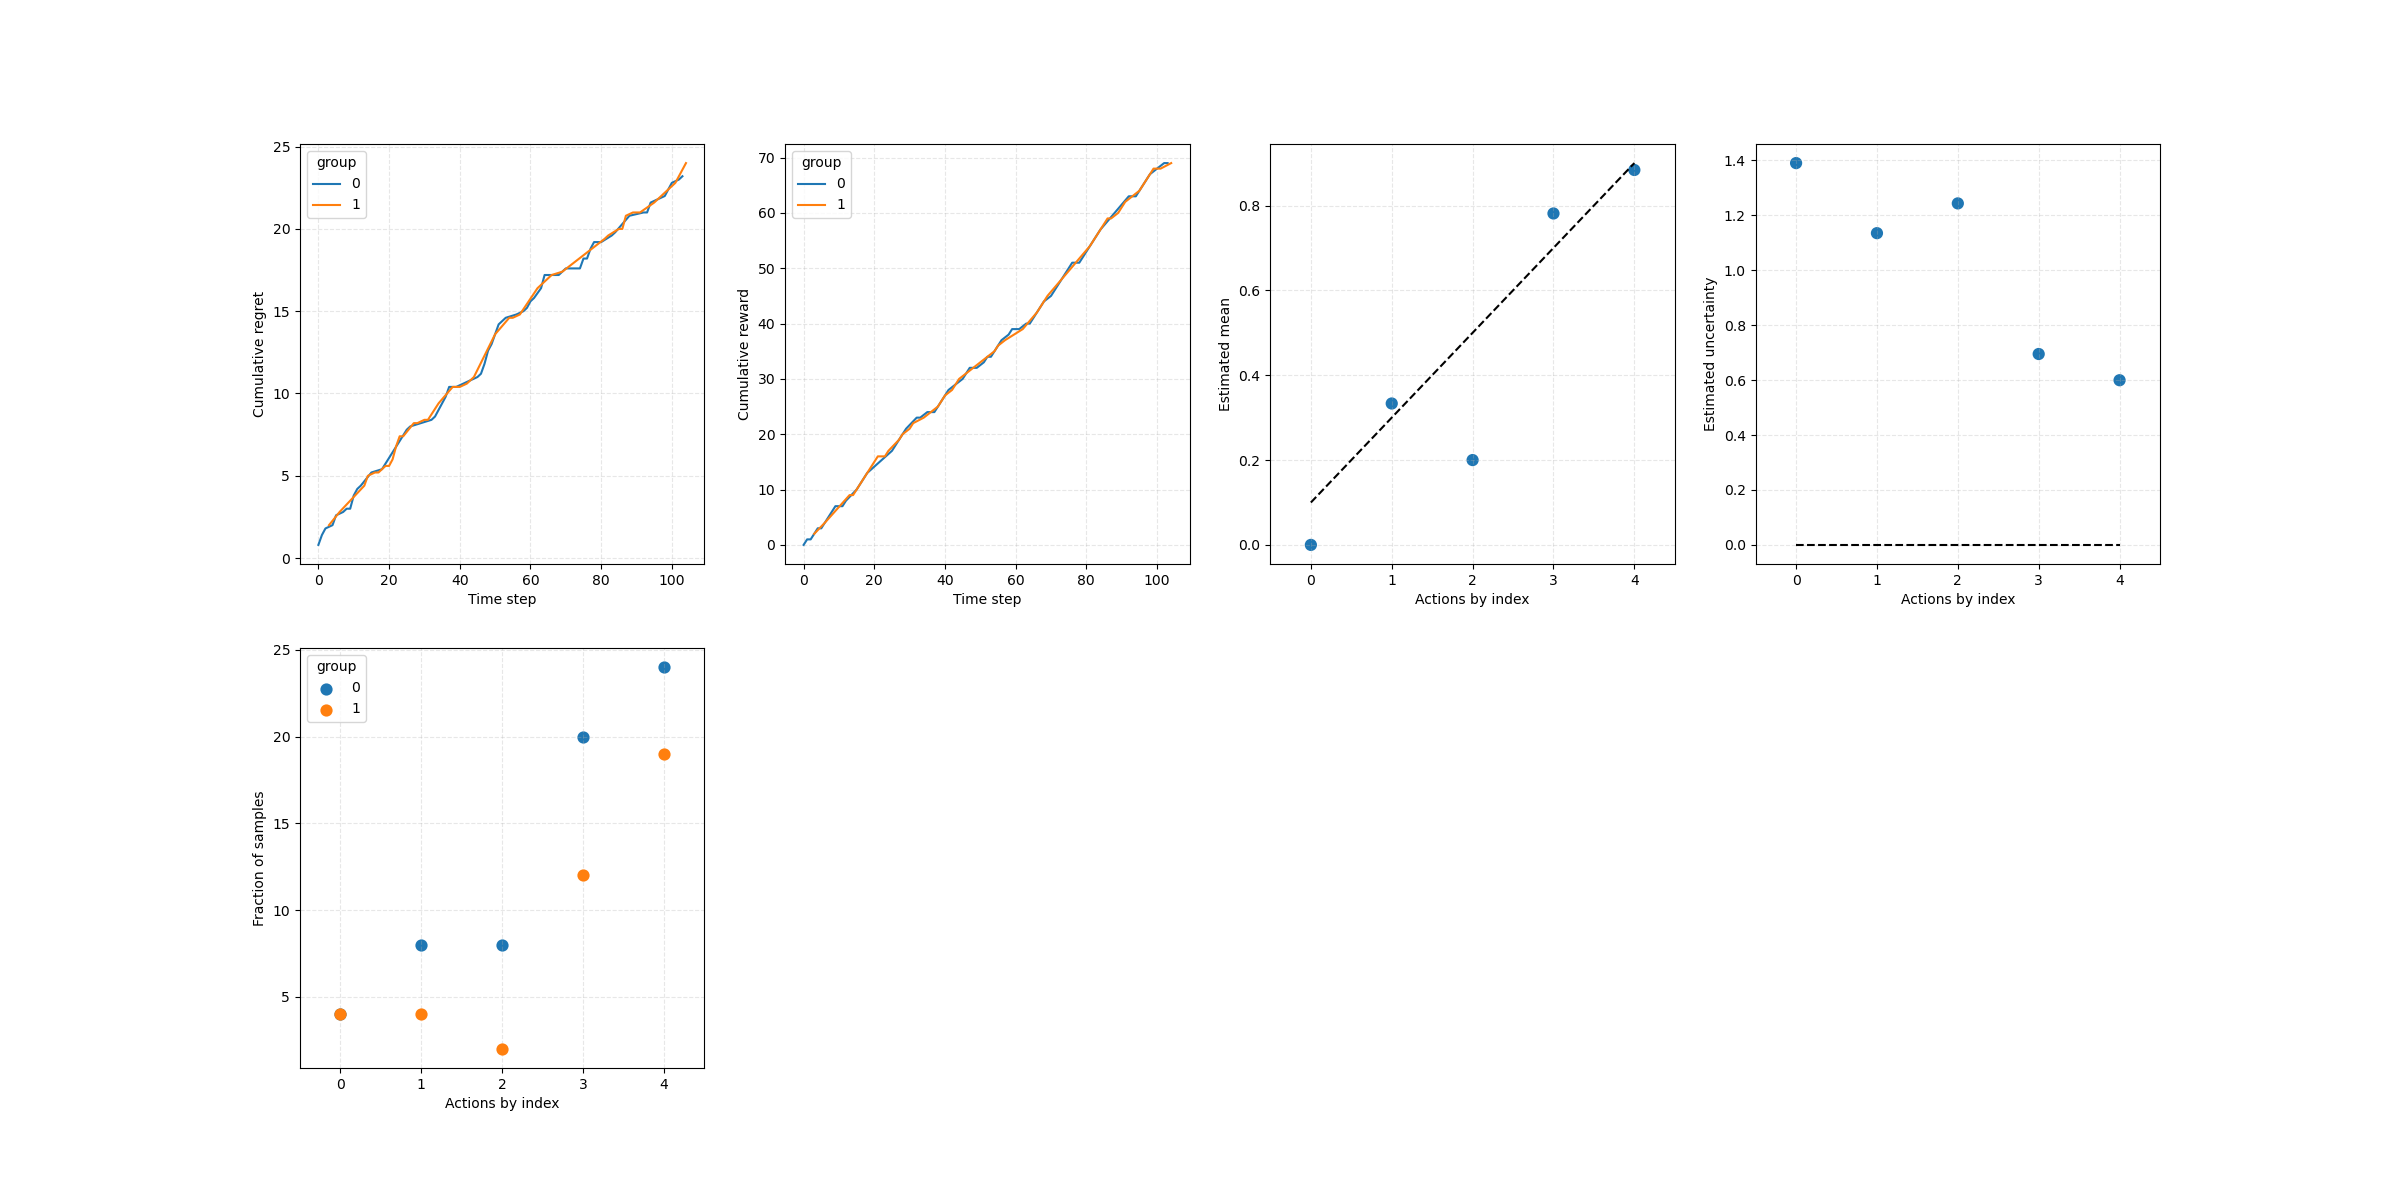 25
20
15
10
5
0
group
0
1
Cumulative regret
0 20 40 60 80 100
Time step
70
60
50
40
30
20
10
0
group
0
1
Cumulative reward
0 20 40 60 80 100
Time step
0.8
0.6
0.4
0.2
0.0
Estimated mean
0 1 2 3 4
Actions by index
1.4
1.2
1.0
0.8
0.6
0.4
0.2
0.0
Estimated uncertainty
0 1 2 3 4
Actions by index
25
20
15
10
5
group
0
1
Fraction of samples
0 1 2 3 4
Actions by index